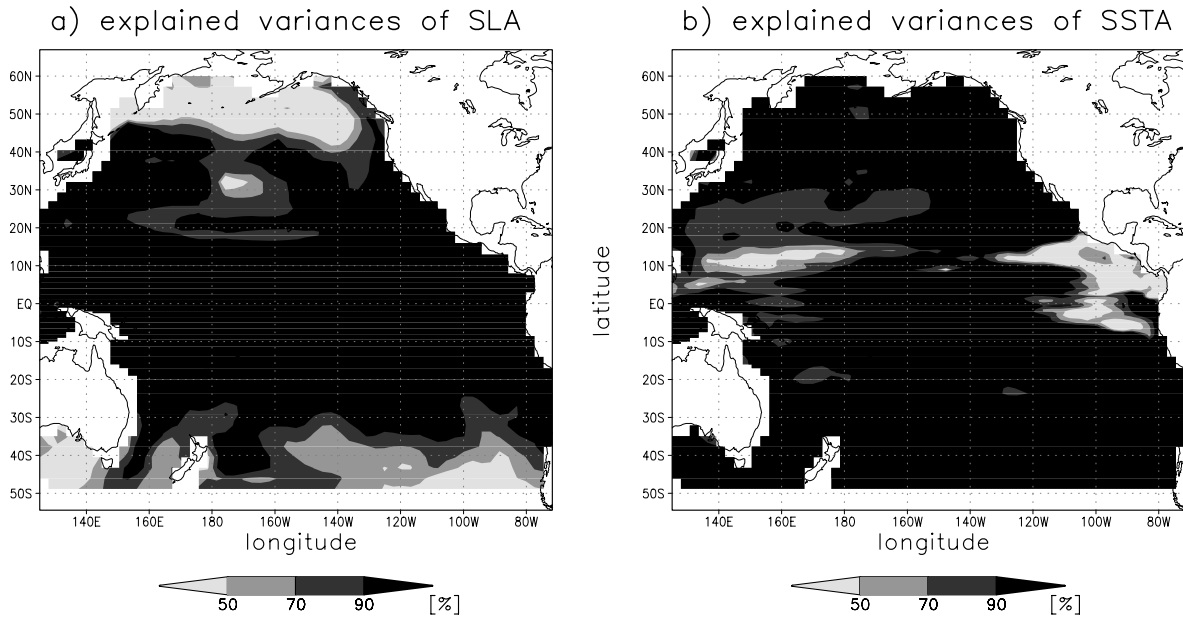 a) explained variances of SLA
60N
50N
40N
30N
20N
10N
EQ
10S
20S
30S
40S
50S
140E 160E 180 160W 140W 120W 100W 80W
longitude
50 70 90 [%]
b) explained variances of SSTA
latitude
60N
50N
40N
30N
20N
10N
EQ
10S
20S
30S
40S
50S
140E 160E 180 160W 140W 120W 100W 80W
longitude
50 70 90 [%]